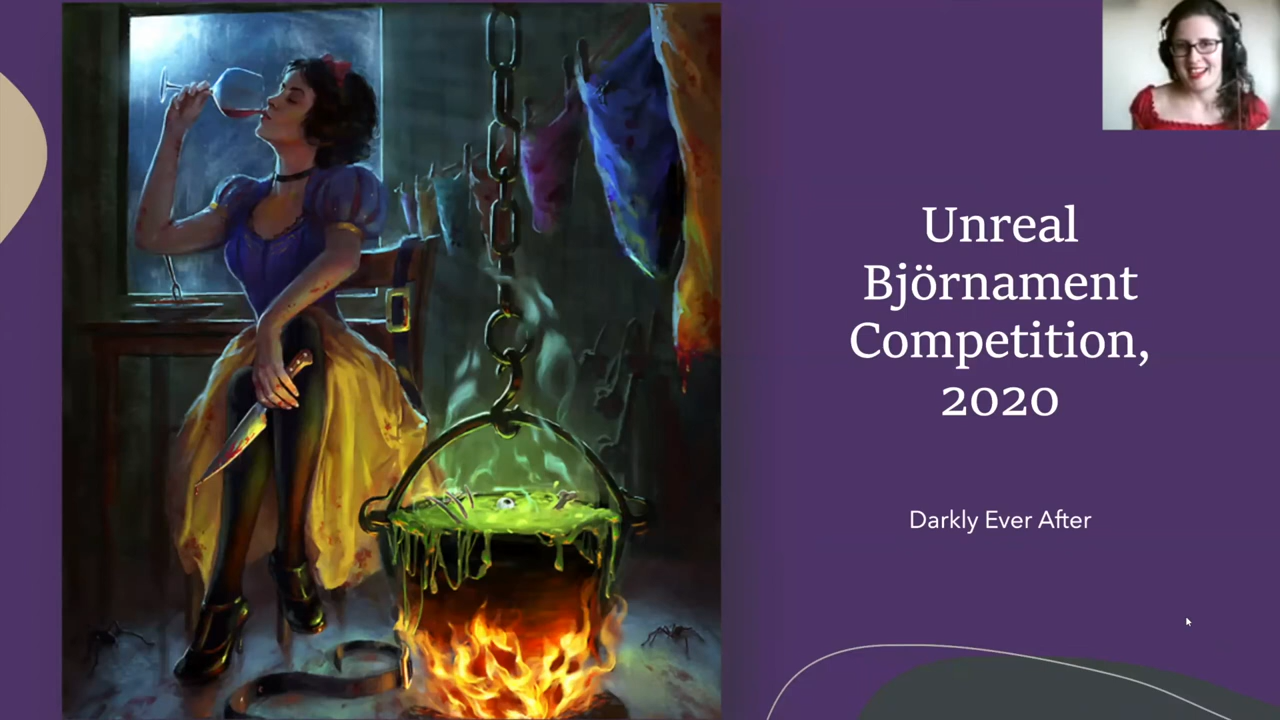 Unreal
Björnament
Competition,
2020
Darkly Ever After